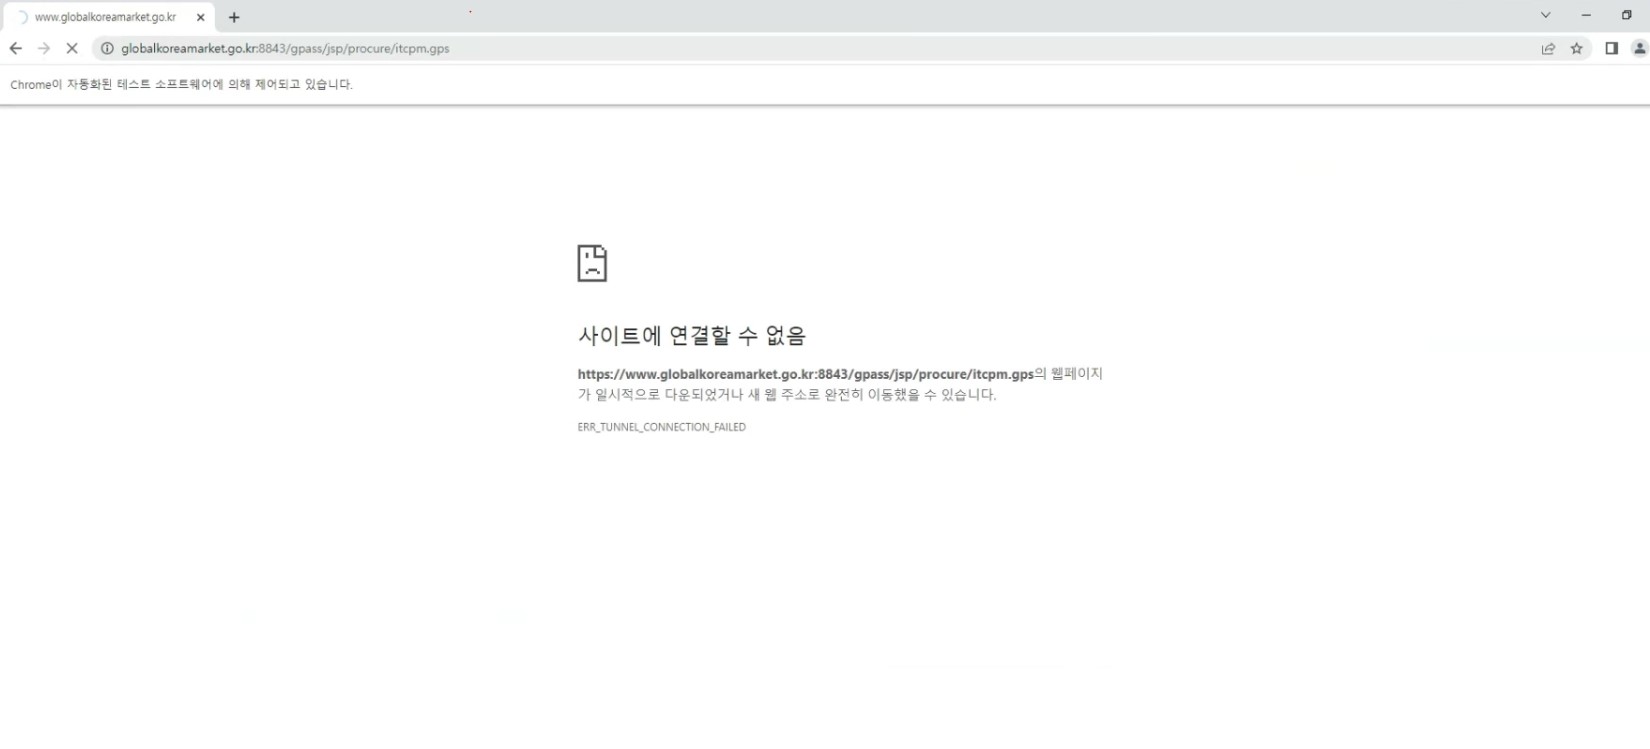 www.globalkoreamarket.go.kr
globalkoreamarket.go.kr:8843/gpass/jsp/procure/itcpm.gps
Chrome이 자동화된 테스트 소프트웨어에 의해 제어되고 있습니다.
사이트에 연결할 수 없음
https://www.globalkoreamarket.go.kr:8843/gpass/jsp/procure/itcpm.gps의 웹페이지
가 일시적으로 다운되었거나 새 웹 주소로 완전히 이동했을 수 있습니다.
ERR_TUNNEL_CONNECTION_FAILED